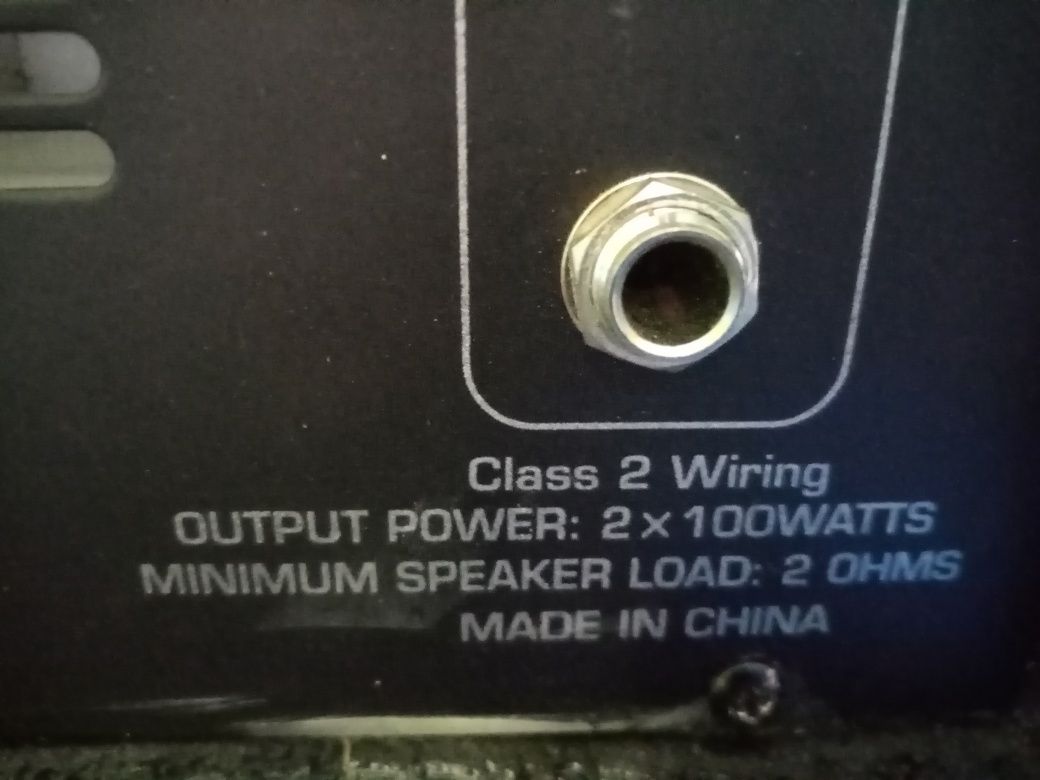 Class 2 Wiring
OUTPUT POWER: 2 x 100WATTS
MINIMUM SPEAKER LOAD: 2 OHMS
MADE IN CHINA